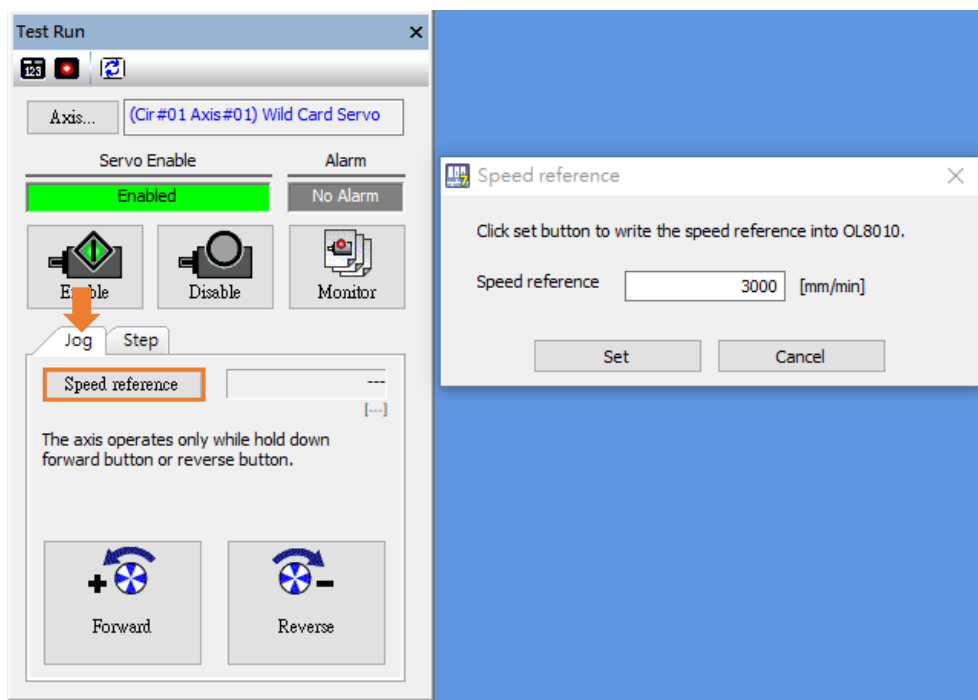 Test Run
123
Axis...
(Cir#01 Axis#01) Wild Card Servo
Servo Enable
Alarm
Enabled
No Alarm
Enable
Disable
Monitor
Jog
Step
Speed reference
---
[---]
The axis operates only while hold down
forward button or reverse button.
Forward
Reverse
Speed reference
Click set button to write the speed reference into OL8010.
Speed reference
3000
[mm/min]
Set
Cancel